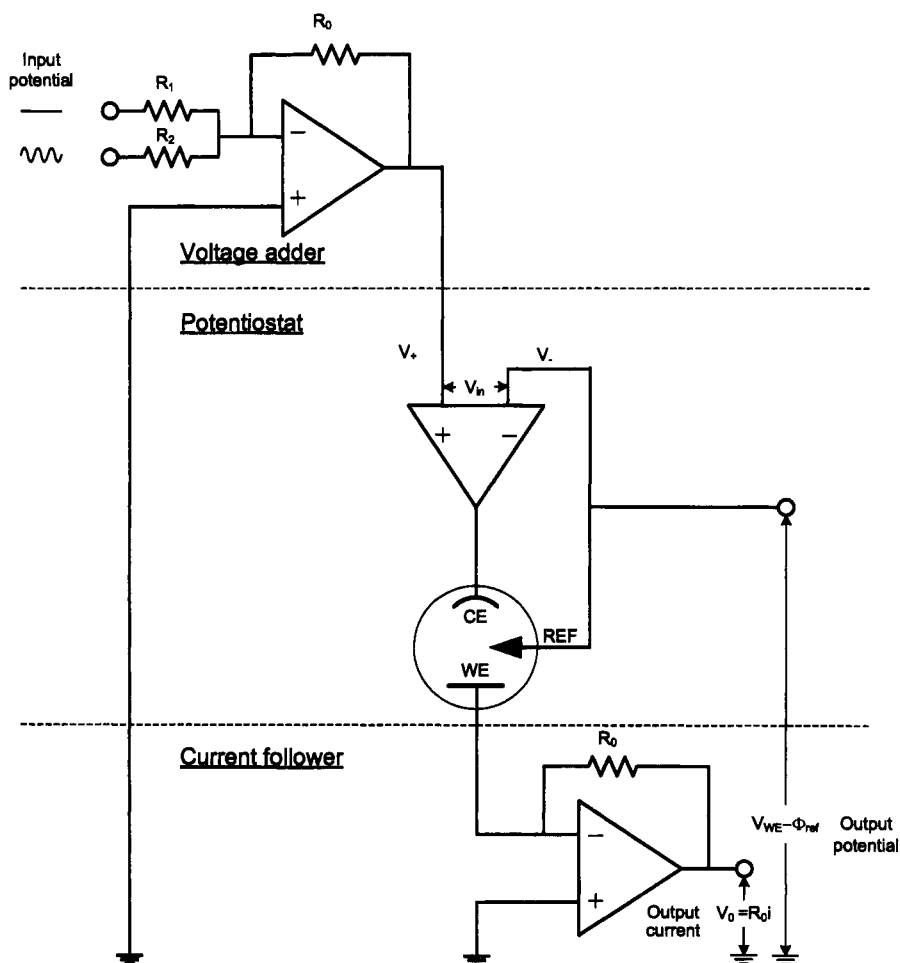 R₀
Input
potential
R₁
R₂
−
+
Voltage adder
Potentiostat
V₊
V₋
Vᵢₙ
+
−
CE
REF
WE
Current follower
R₀
−
+
V_WE−Φ_ref
Output
potential
Output
current
V₀ =R₀i